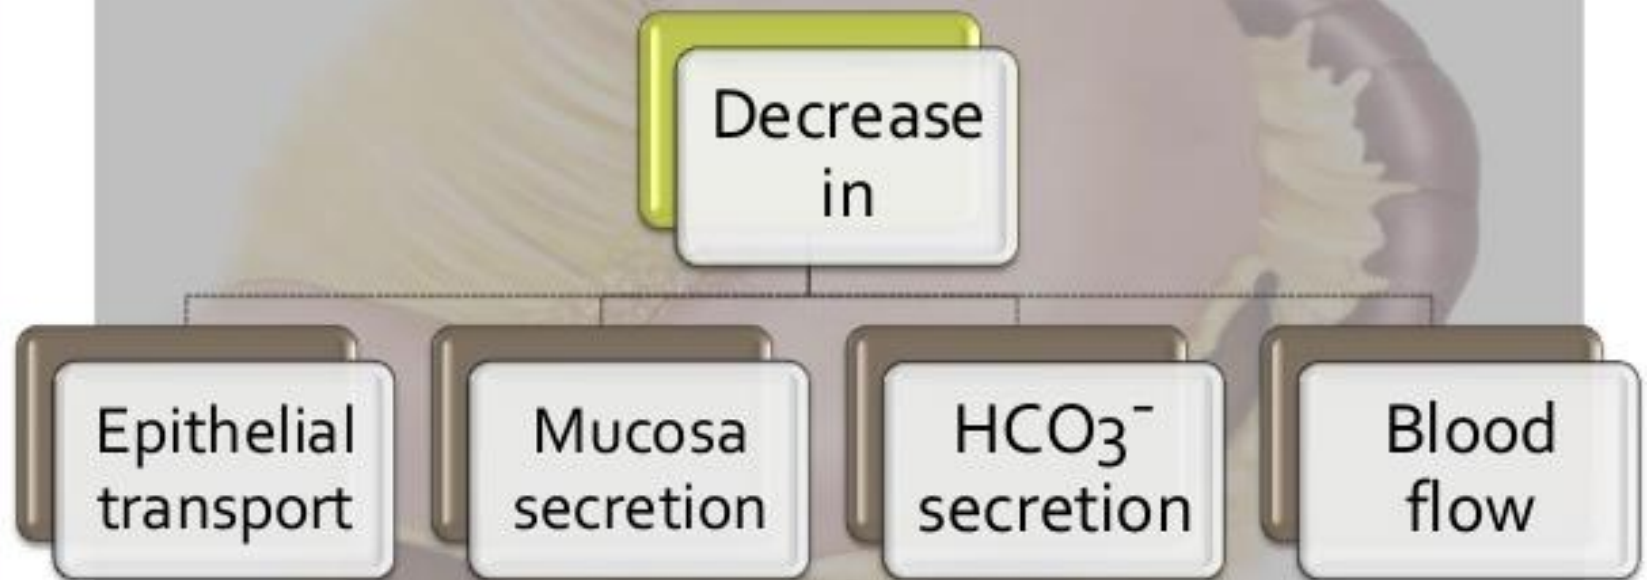 Decrease
in
Epithelial
transport
Mucosa
secretion
HCO3⁻
secretion
Blood
flow